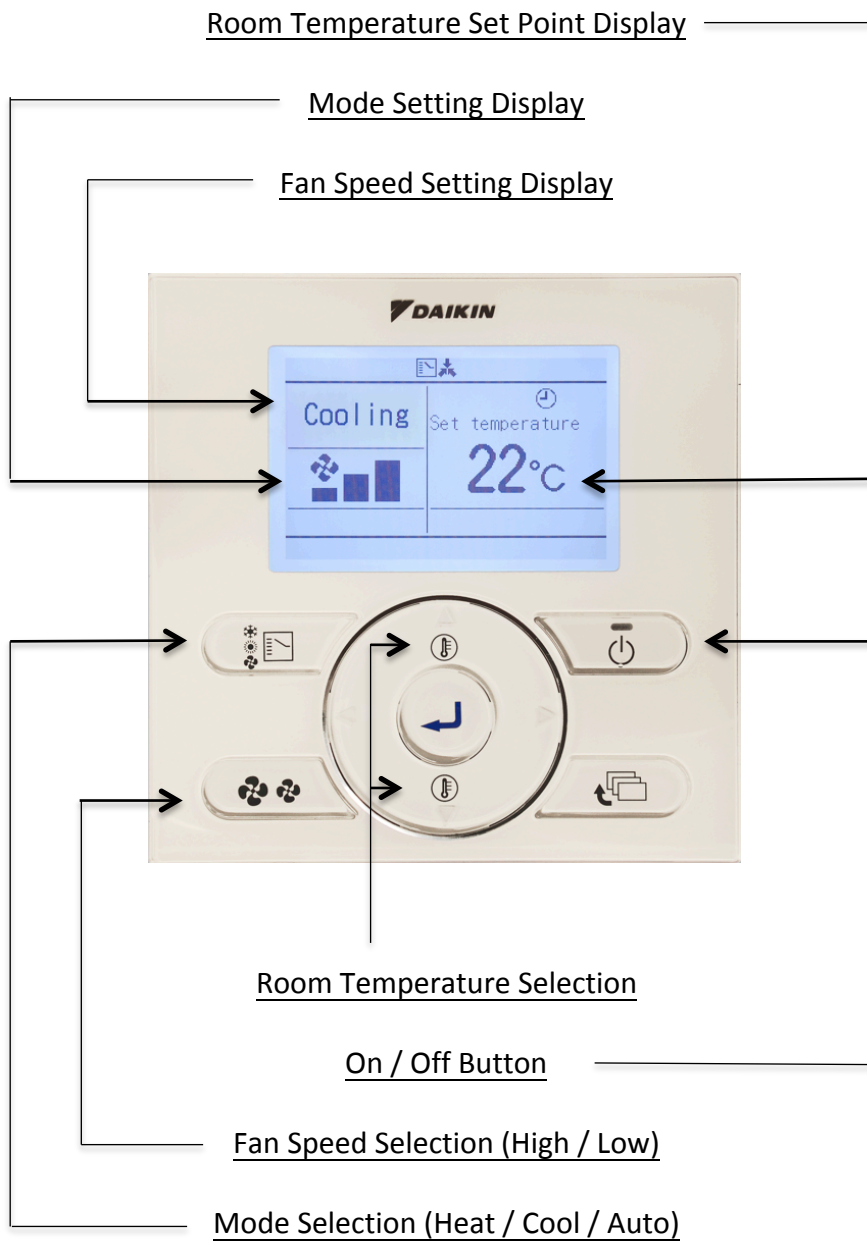 Room Temperature Set Point Display
Mode Setting Display
Fan Speed Setting Display
DAIKIN
Cooling
Set temperature
22°C
Room Temperature Selection
On / Off Button
Fan Speed Selection (High / Low)
Mode Selection (Heat / Cool / Auto)